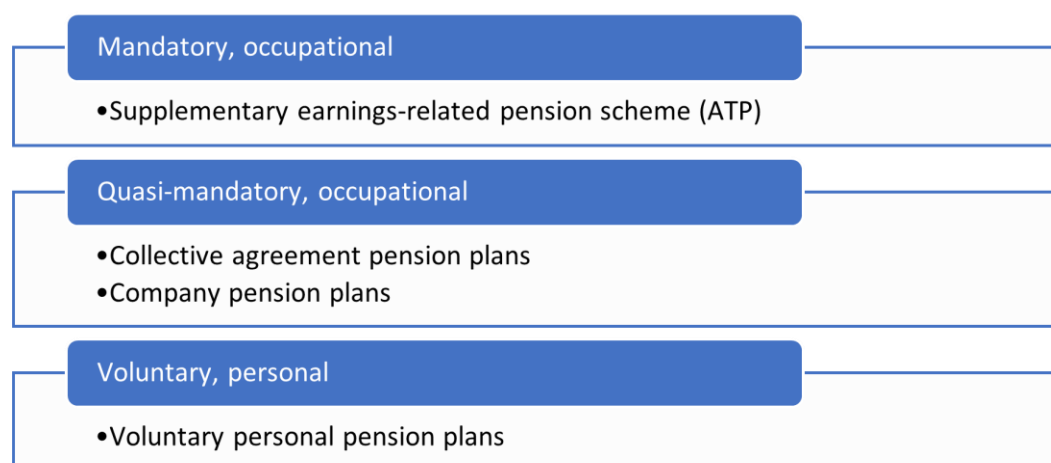 Mandatory, occupational
•Supplementary earnings-related pension scheme (ATP)
Quasi-mandatory, occupational
•Collective agreement pension plans
•Company pension plans
Voluntary, personal
•Voluntary personal pension plans